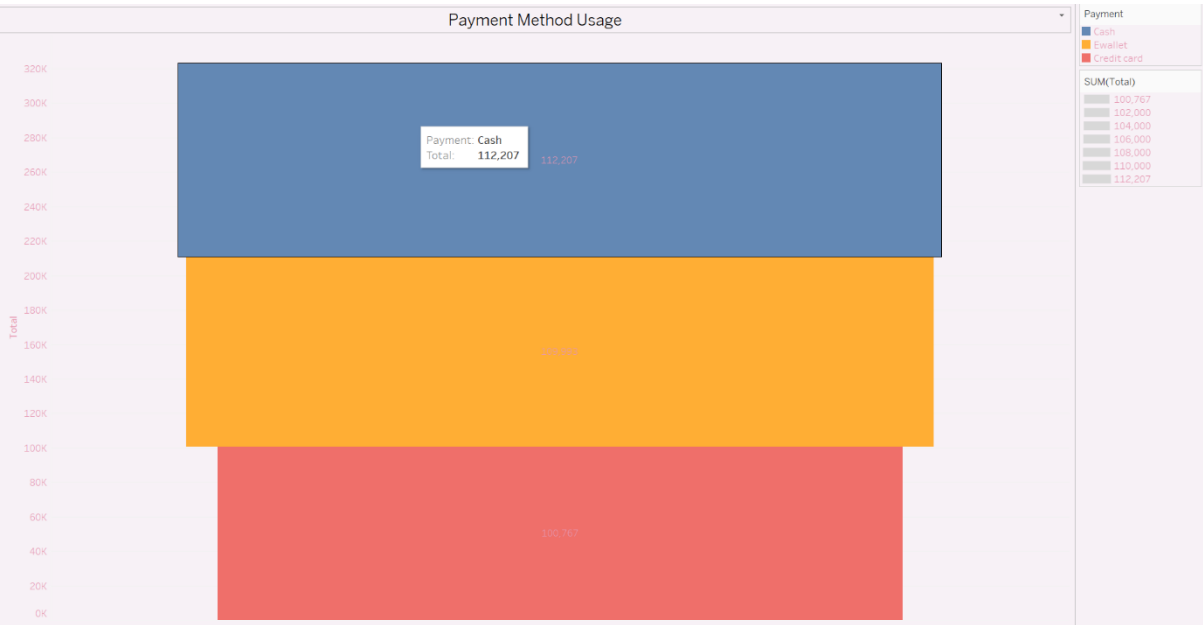 Payment Method Usage
Payment
Cash
Ewallet
Credit card
SUM(Total)
100,767
102,000
104,000
106,000
108,000
110,000
112,207
320K
300K
280K
260K
240K
220K
200K
180K
160K
140K
120K
100K
80K
60K
40K
20K
0K
Total
Payment: Cash
Total: 112,207
112,207
100,767